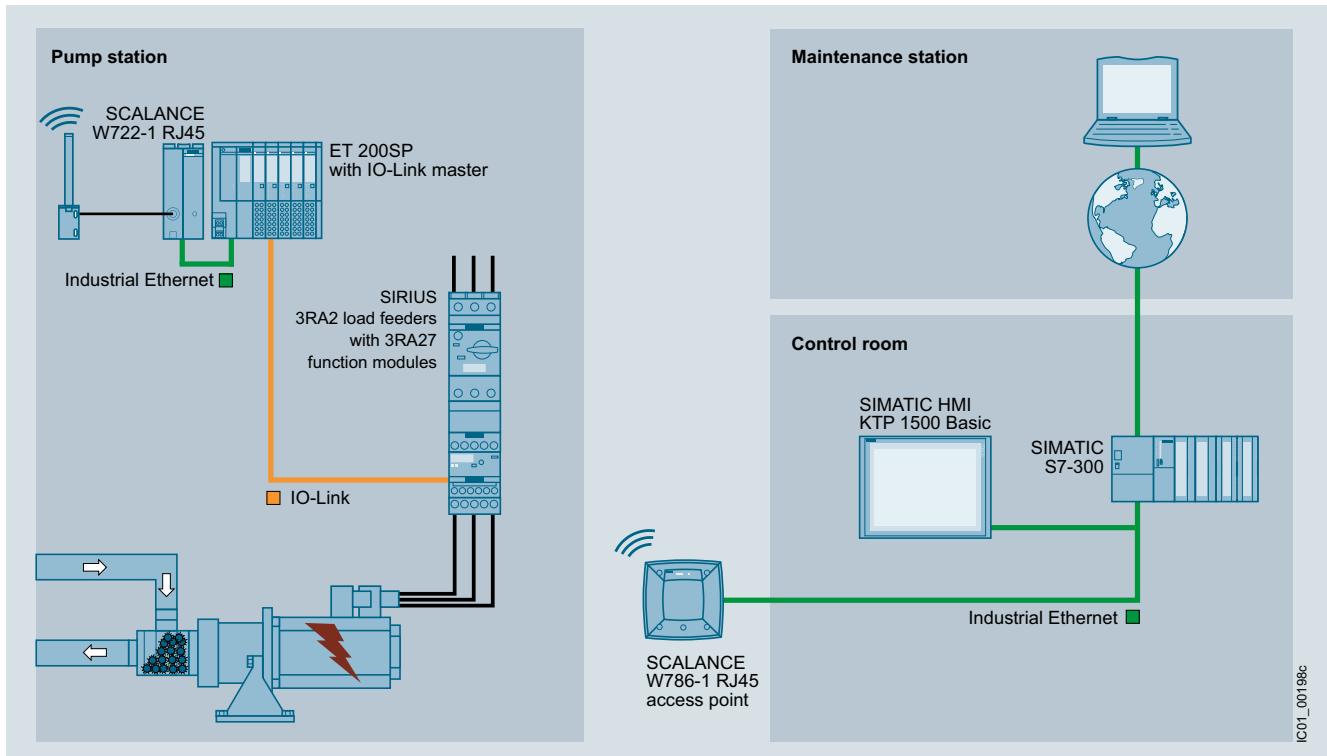 Pump station
SCALANCE
W722-1 RJ45
ET 200SP
with IO-Link master
Industrial Ethernet
SIRIUS
3RA2 load feeders
with 3RA27
function modules
IO-Link
Maintenance station
Control room
SIMATIC HMI
KTP 1500 Basic
SIMATIC
S7-300
Industrial Ethernet
SCALANCE
W786-1 RJ45
access point
IC01_00198c